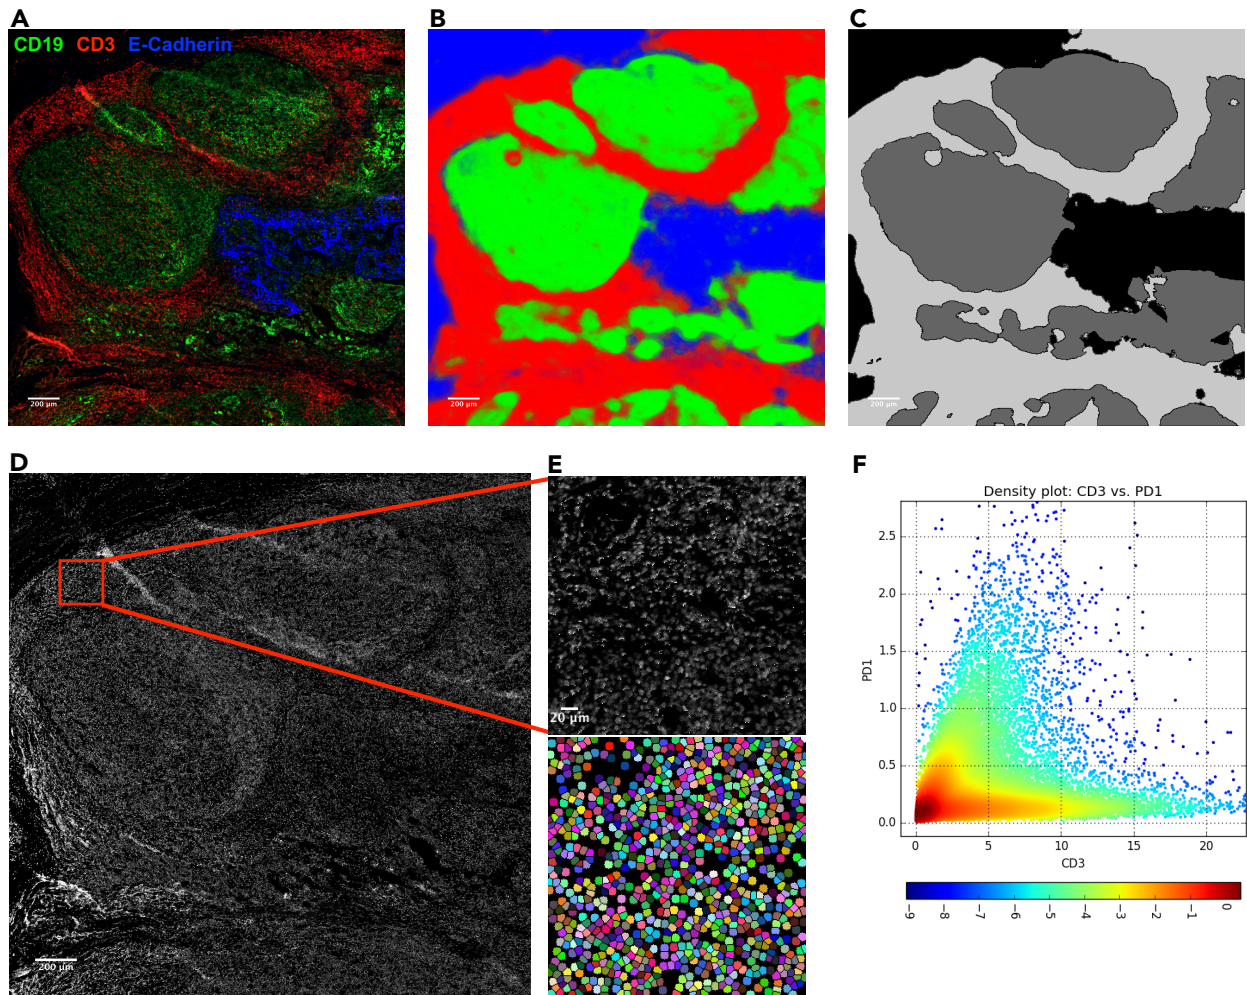 A
B
C
CD19 CD3 E-Cadherin
200 µm
200 µm
200 µm
D
E
F
Density plot: CD3 vs. PD1
2.5
2.0
1.5
1.0
0.5
0.0
PD1
0 5 10 15 20
CD3
-9 -8 -7 -6 -5 -4 -3 -2 -1 0
20 µm
200 µm